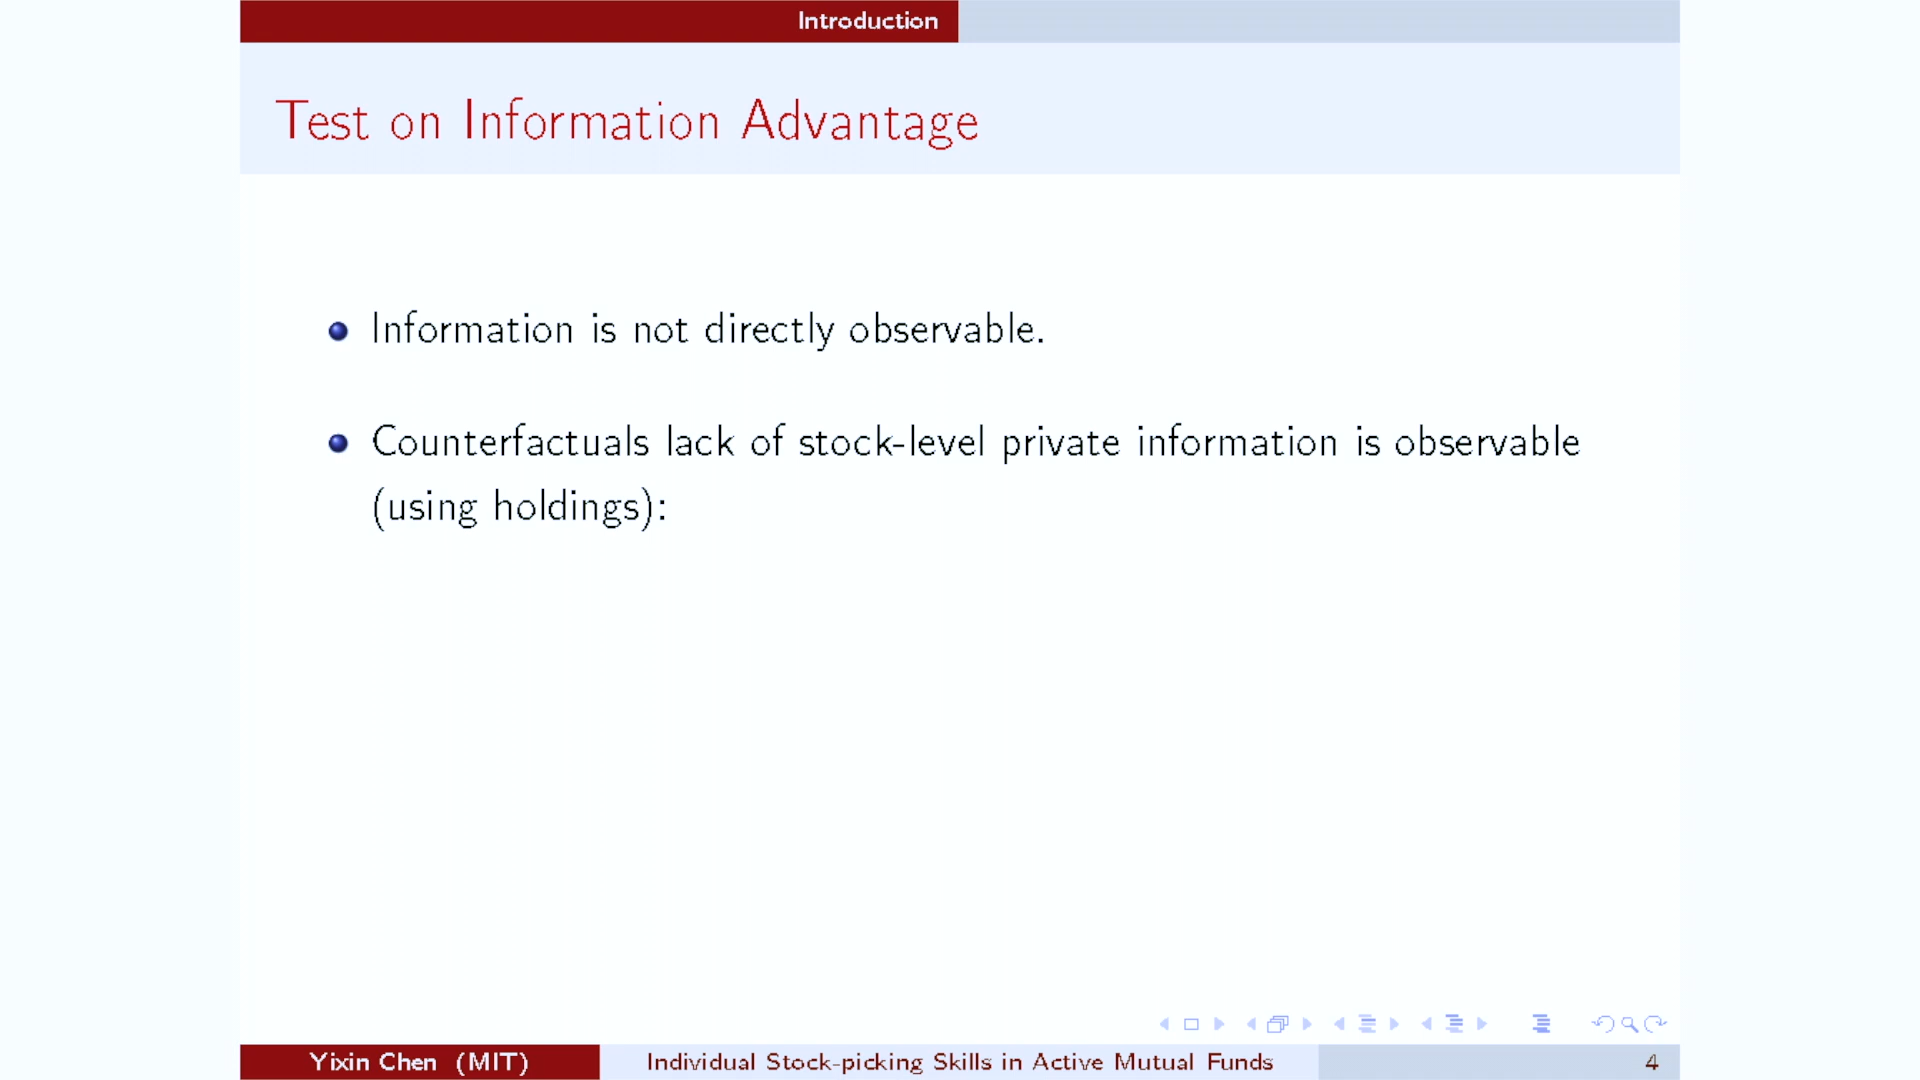 Introduction
Test on Information Advantage
Information is not directly observable.
Counterfactuals lack of stock-level private information is observable
(using holdings):
Yixin Chen (MIT)
Individual Stock-picking Skills in Active Mutual Funds
4